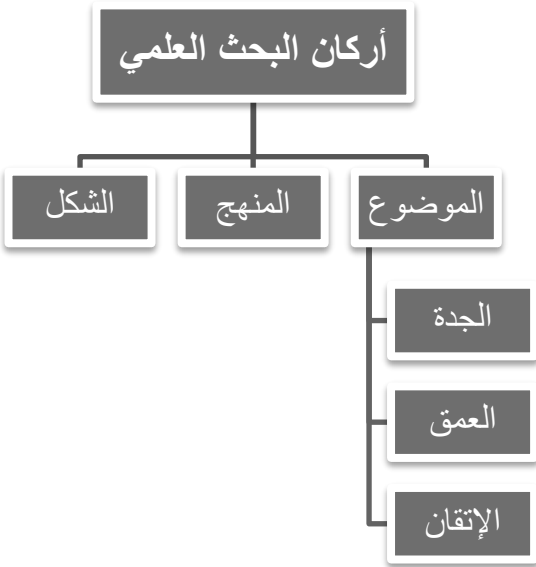 أركان البحث العلمي
الموضوع
المنهج
الشكل
الجدة
العمق
الإتقان